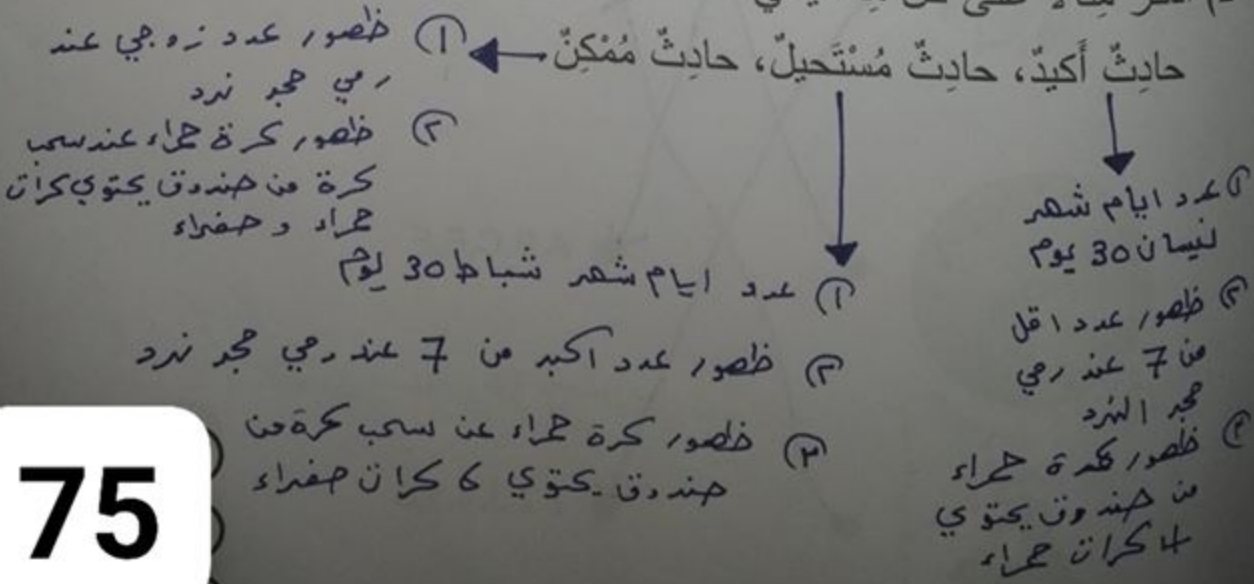 حادِثٌ أَكيدٌ، حادِثٌ مُسْتَحيلٌ، حادِثٌ مُمْكِنٌ
① ظهور عدد زوجي عند
رمي حجر نرد
② ظهور كرة حمراء عند سحب
كرة من صندوق يحتوي كرات
حمراء و صفراء
① عدد ايام شهر
نيسان 30 يوم
② ظهور عدد اقل
من 7 عند رمي
حجر النرد
③ ظهور كرة حمراء
من صندوق يحتوي
4 كرات حمراء
① عدد ايام شهر شباط 30 يوم
② ظهور عدد اكبر من 7 عند رمي حجر نرد
③ ظهور كرة حمراء عن سحب كرة من
صندوق يحتوي 6 كرات صفراء
75